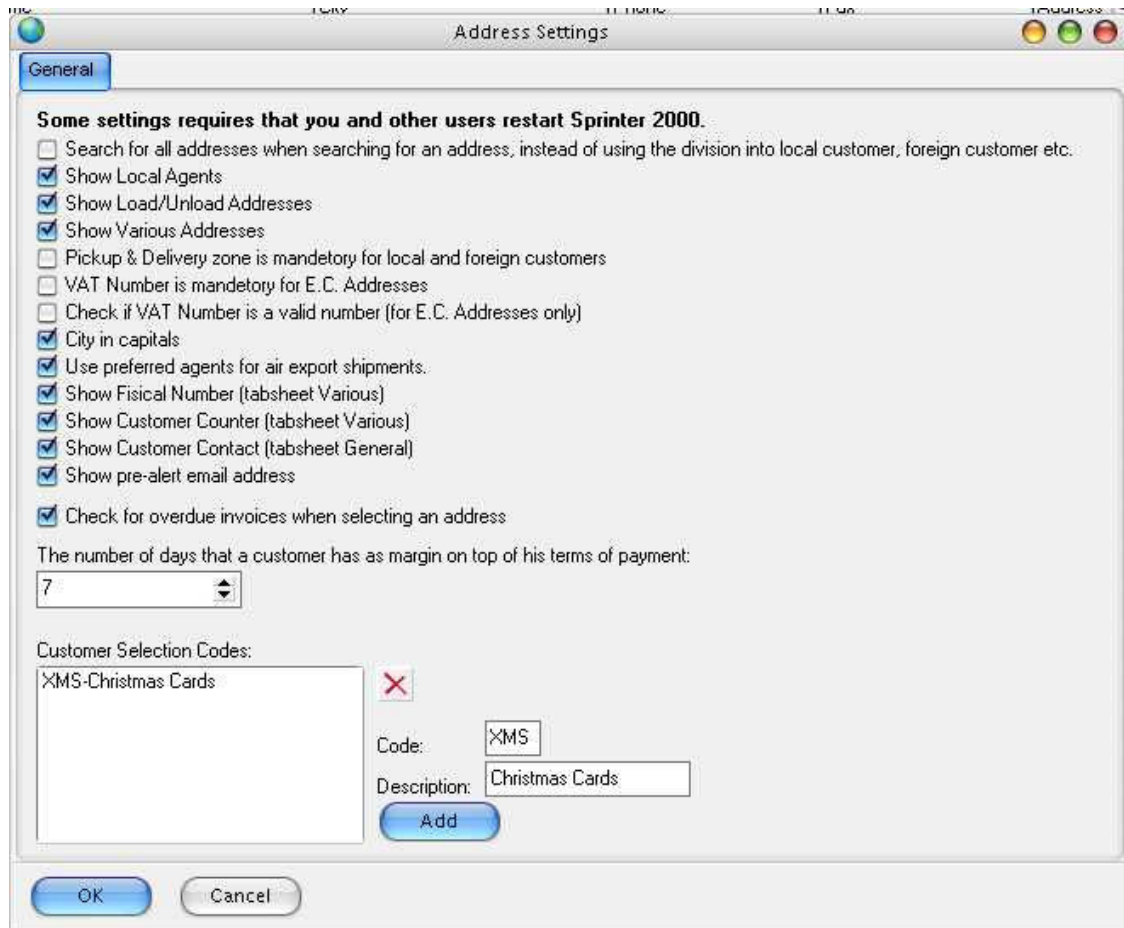 Address Settings
General
Some settings requires that you and other users restart Sprinter 2000.
Search for all addresses when searching for an address, instead of using the division into local customer, foreign customer etc.
Show Local Agents
Show Load/Unload Addresses
Show Various Addresses
Pickup & Delivery zone is mandetory for local and foreign customers
VAT Number is mandetory for E.C. Addresses
Check if VAT Number is a valid number (for E.C. Addresses only)
City in capitals
Use preferred agents for air export shipments.
Show Fisical Number (tabsheet Various)
Show Customer Counter (tabsheet Various)
Show Customer Contact (tabsheet General)
Show pre-alert email address
Check for overdue invoices when selecting an address
The number of days that a customer has as margin on top of his terms of payment:
7
Customer Selection Codes:
XMS-Christmas Cards
Code: XMS
Description: Christmas Cards
Add
OK Cancel